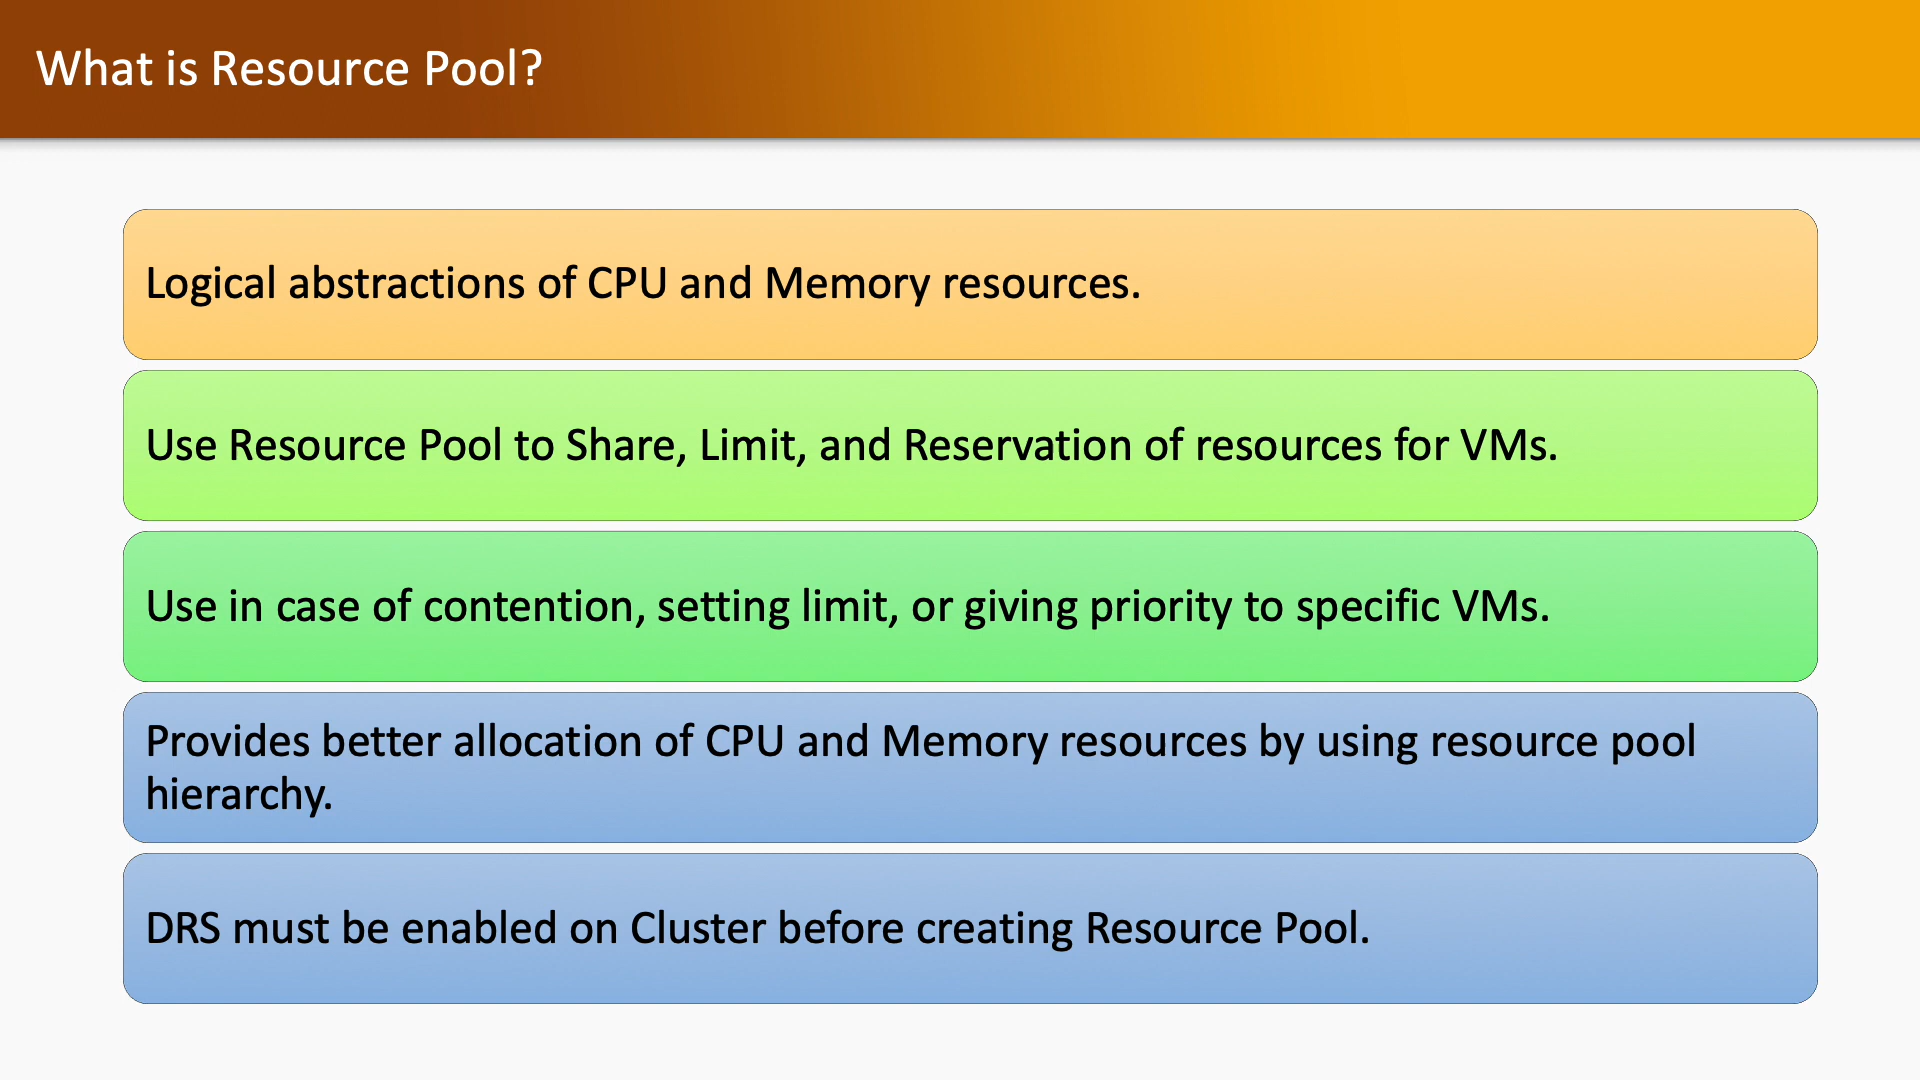 What is Resource Pool?
Logical abstractions of CPU and Memory resources.
Use Resource Pool to Share, Limit, and Reservation of resources for VMs.
Use in case of contention, setting limit, or giving priority to specific VMs.
Provides better allocation of CPU and Memory resources by using resource pool
hierarchy.
DRS must be enabled on Cluster before creating Resource Pool.